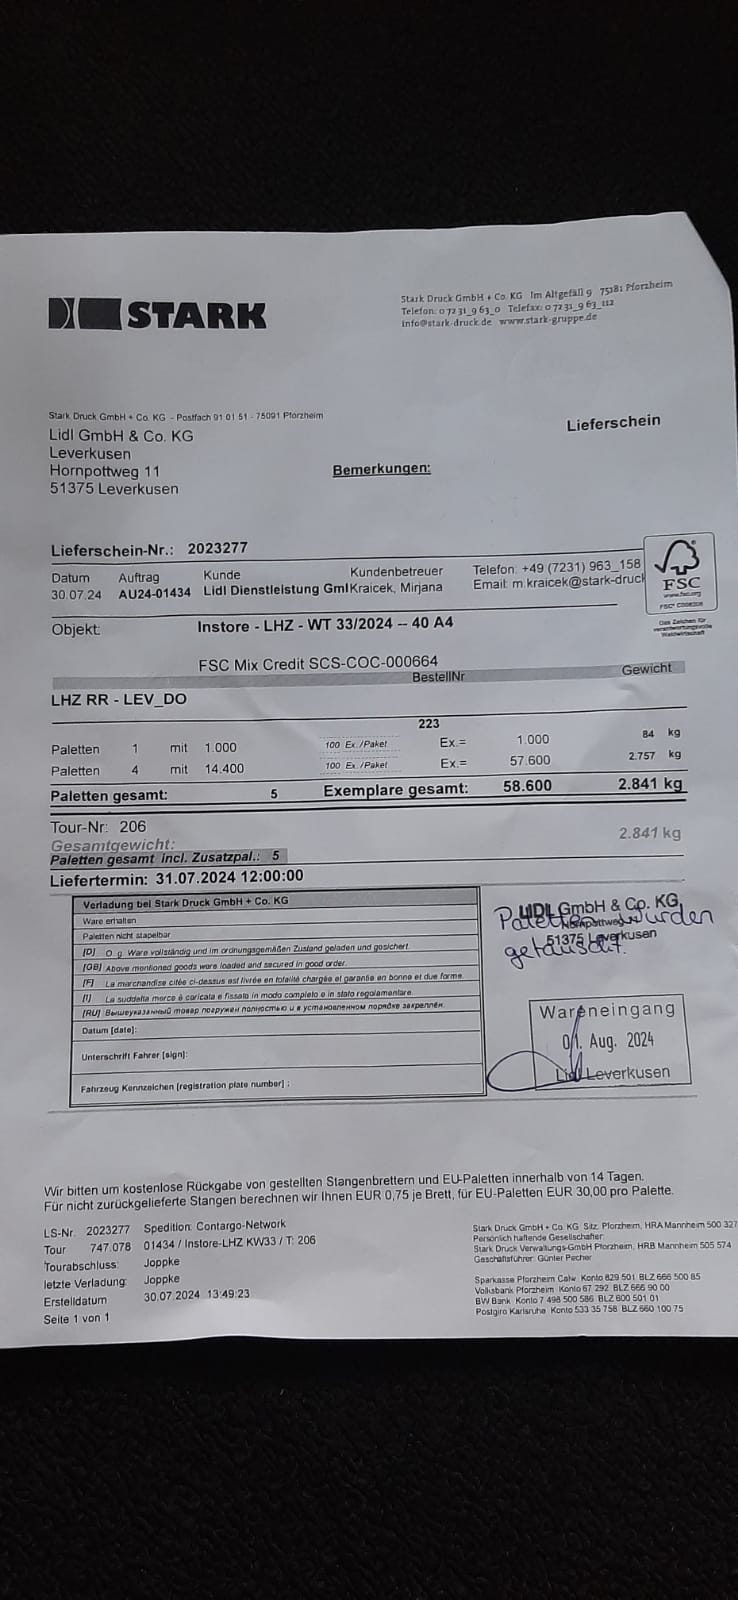 STARK
Stark Druck GmbH + Co. KG Im Altgefäll 9 75181 Pforzheim
Telefon: 0 72 31_9 63_0 Telefax: 0 72 31_9 63_112
info@stark-druck.de www.stark-gruppe.de
Stark Druck GmbH + Co. KG - Postfach 91 01 51 - 75091 Pforzheim
Lieferschein
Lidl GmbH & Co. KG
Leverkusen
Hornpottweg 11
51375 Leverkusen
Bemerkungen:
Lieferschein-Nr.: 2023277
Datum Auftrag Kunde Kundenbetreuer Telefon: +49 (7231) 963_158
30.07.24 AU24-01434 Lidl Dienstleistung Gml Kraicek, Mirjana Email: m.kraicek@stark-druck
FSC
www.fsc.org
Das Zeichen für
verantwortungsvolle
Waldwirtschaft
Objekt: Instore - LHZ - WT 33/2024 -- 40 A4
FSC Mix Credit SCS-COC-000664
BestellNr Gewicht
LHZ RR - LEV_DO
223
Paletten 1 mit 1.000 100 Ex./Paket Ex.= 1.000 84 kg
Paletten 4 mit 14.400 100 Ex./Paket Ex.= 57.600 2.757 kg
Paletten gesamt: 5 Exemplare gesamt: 58.600 2.841 kg
Tour-Nr: 206
Gesamtgewicht: 2.841 kg
Paletten gesamt incl. Zusatzpal.: 5
Liefertermin: 31.07.2024 12:00:00
Verladung bei Stark Druck GmbH + Co. KG
Ware erhalten
Paletten nicht stapelbar
[D] O. g. Ware vollständig und im ordnungsgemäßen Zustand geladen und gesichert.
[GB] Above mentioned goods were loaded and secured in good order.
[F] La marchandise citée ci-dessus est livrée en totalité chargée et garantie en bonne et due forme.
[I] La suddetta merce è caricata e fissata in modo completo e in stato regolamentare.
[RU] Вышеуказанный товар погружен полностью и в установленном порядке закреплен.
Datum [date]:
Unterschrift Fahrer [sign]:
Fahrzeug Kennzeichen [registration plate number] :
LIDL GmbH & Co. KG
Hornpottweg
51375 Leverkusen
Paletten wurden
getauscht
Wareneingang
01. Aug. 2024
Lidl Leverkusen
Wir bitten um kostenlose Rückgabe von gestellten Stangenbrettern und EU-Paletten innerhalb von 14 Tagen.
Für nicht zurückgelieferte Stangen berechnen wir Ihnen EUR 0,75 je Brett, für EU-Paletten EUR 30,00 pro Palette.
LS-Nr. 2023277 Spedition: Contargo-Network
Tour 747.078 01434 / Instore-LHZ KW33 / T: 206
Tourabschluss: Joppke
letzte Verladung: Joppke
Erstelldatum 30.07.2024 13:49:23
Seite 1 von 1
Stark Druck GmbH + Co. KG Sitz: Pforzheim, HRA Mannheim 500 327
Persönlich haftende Gesellschafter:
Stark Druck Verwaltungs-GmbH Pforzheim, HRB Mannheim 505 574
Geschäftsführer: Günter Pecher
Sparkasse Pforzheim Calw Konto 829 501 BLZ 666 500 85
Volksbank Pforzheim Konto 67 292 BLZ 666 90 00
BW Bank Konto 7 498 500 586 BLZ 600 501 01
Postgiro Karlsruhe Konto 533 35 758 BLZ 660 100 75